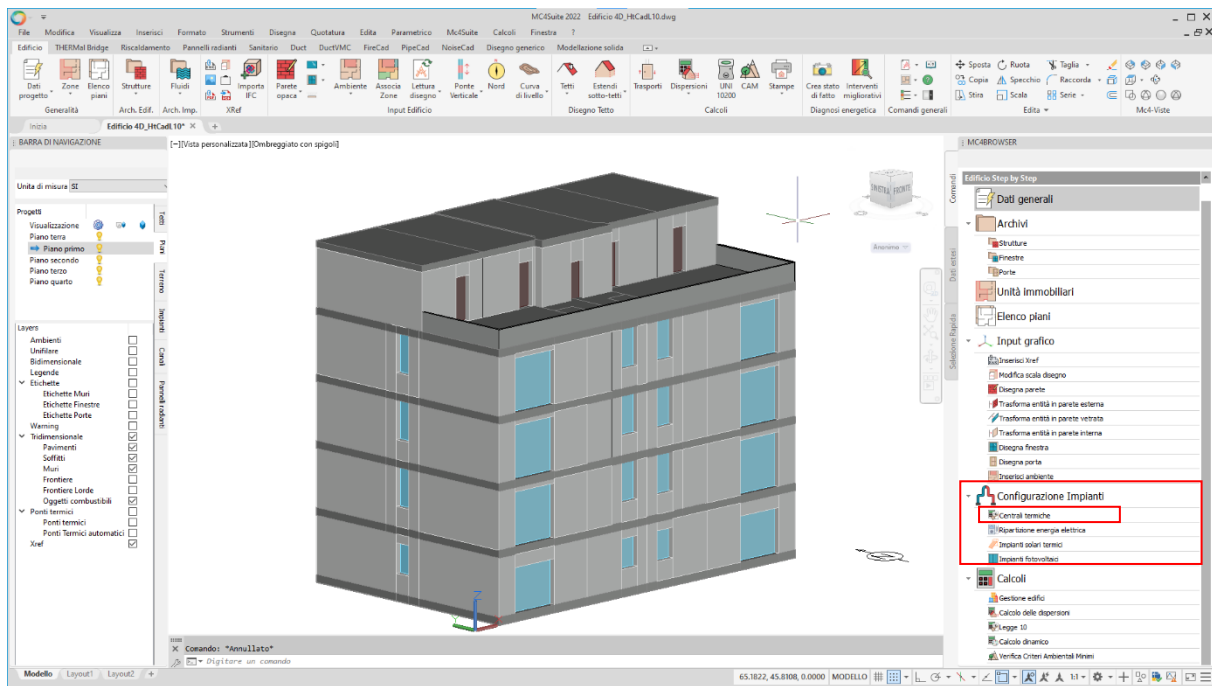 MC4Suite 2022 Edificio 4D_HtCadL10.dwg
File Modifica Visualizza Inserisci Formato Strumenti Disegna Quotatura Edita Parametrico Mc4Suite Calcoli Finestra ?
Edificio THERMal Bridge Riscaldamento Pannelli radianti Sanitario Duct DuctVMC FireCad PipeCad NoiseCad Disegno generico Modellazione solida
Dati progetto Zone Elenco piani Strutture Fluidi Importa IFC Parete opaca Ambiente Associa Zone Lettura disegno Ponte Verticale Nord Curva di livello Tetti Estendi sotto-tetti Trasporti Dispersioni UNI 10200 CAM Stampe Crea stato di fatto Interventi migliorativi
Sposta Ruota Taglia
Copia Specchio Raccorda
Stira Scala Serie
Generalità Arch. Edif. Arch. Imp. XRef Input Edificio Disegno Tetto Calcoli Diagnosi energetica Comandi generali Edita Mc4-Viste
Inizia Edificio 4D_HtCadL10*
BARRA DI NAVIGAZIONE
Unita di misura SI
Progetti
Visualizzazione
Piano terra
Piano primo
Piano secondo
Piano terzo
Piano quarto
Layers
Ambienti
Unifilare
Bidimensionale
Legende
Etichette
Etichette Muri
Etichette Finestre
Etichette Porte
Warning
Tridimensionale
Pavimenti
Soffitti
Muri
Frontiere
Frontiere Lorde
Oggetti combustibili
Ponti termici
Ponti termici
Ponti Termici automatici
Xref
Tetti
Piani
Terreno
Impianti
Canali
Pannelli radianti
[−][Vista personalizzata][Ombreggiato con spigoli]
SINISTRA FRONTE
Anonimo
Z
Y
Comandi
Dati estesi
Selezione Rapida
MC4BROWSER
Edificio Step by Step
Dati generali
Archivi
Strutture
Finestre
Porte
Unità immobiliari
Elenco piani
Input grafico
Inserisci Xref
Modifica scala disegno
Disegna parete
Trasforma entità in parete esterna
Trasforma entità in parete vetrata
Trasforma entità in parete interna
Disegna finestra
Disegna porta
Inserisci ambiente
Configurazione Impianti
Centrali termiche
Ripartizione energia elettrica
Impianti solari termici
Impianti fotovoltaici
Calcoli
Gestione edifici
Calcolo delle dispersioni
Legge 10
Calcolo dinamico
Verifica Criteri Ambientali Minimi
Comando: *Annullato*
Digitare un comando
Modello Layout1 Layout2 +
65.1822, 45.8108, 0.0000 MODELLO 1:1